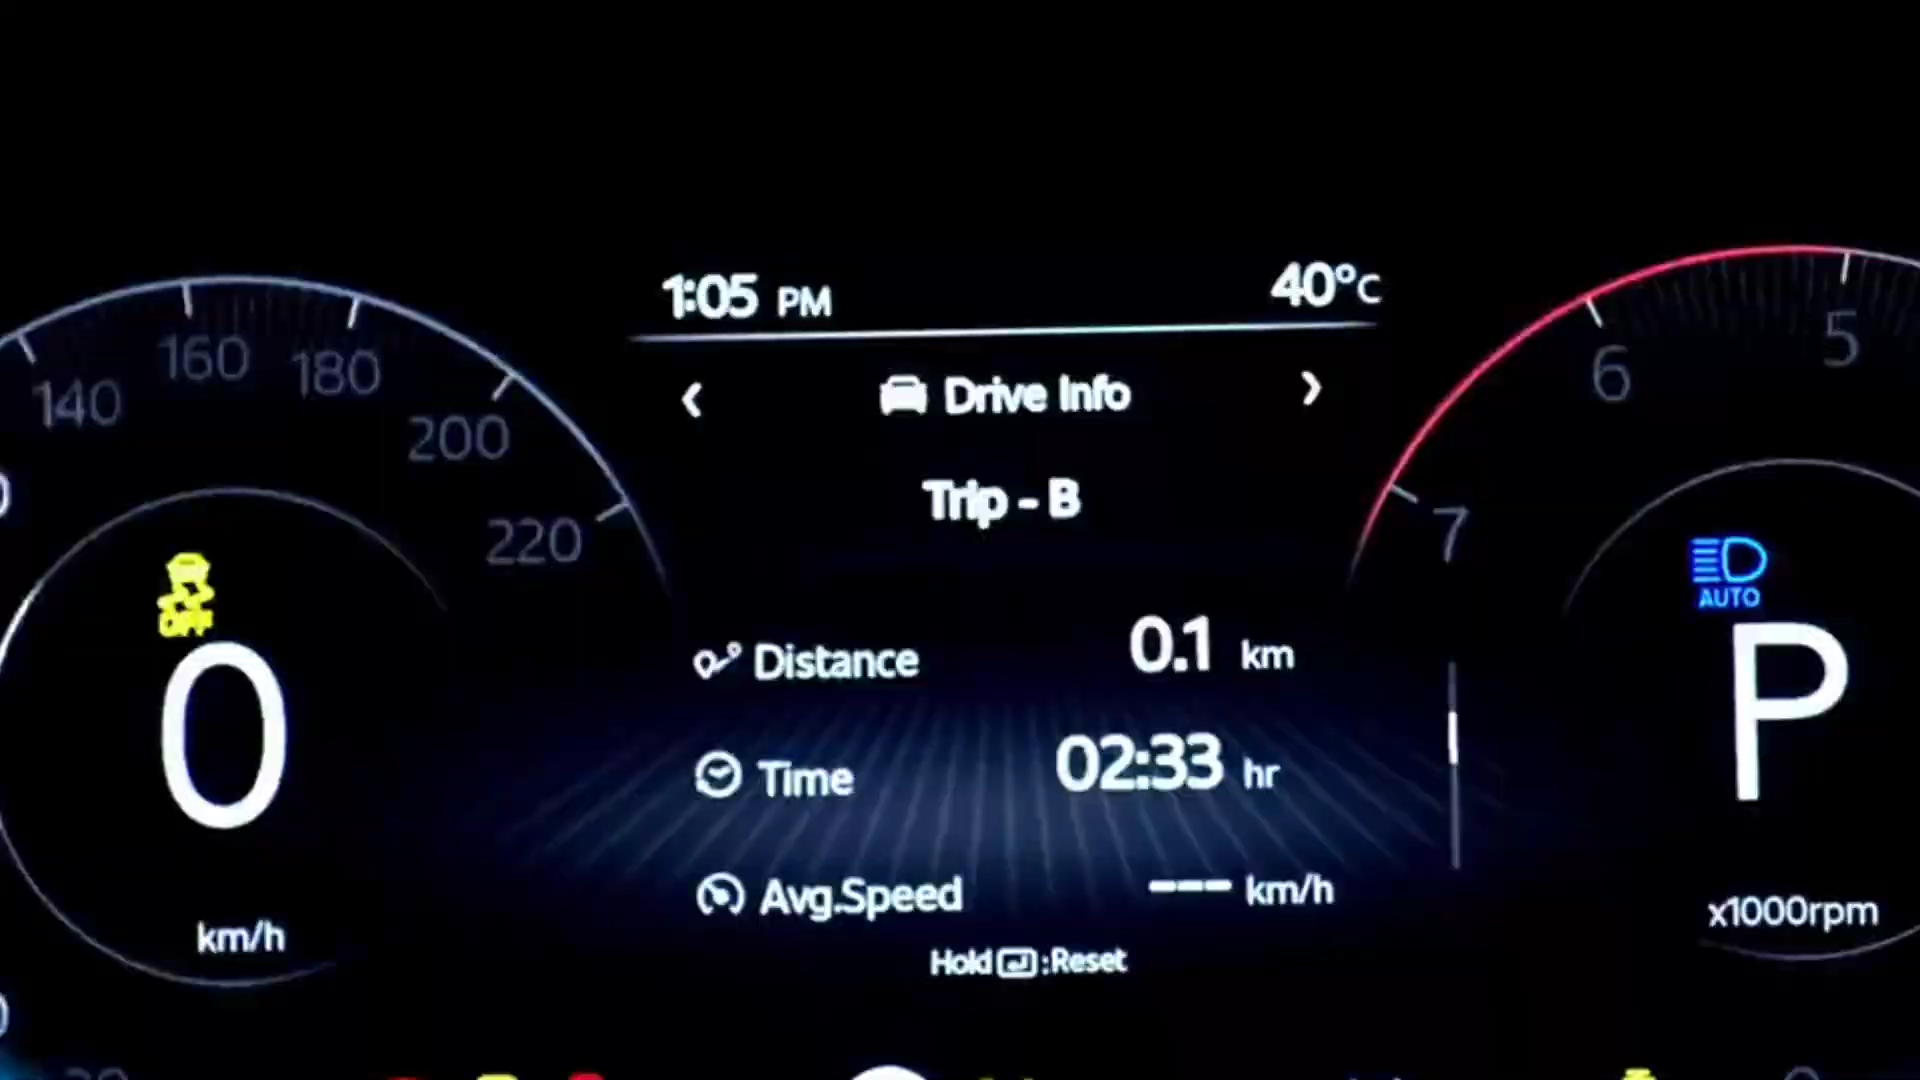 1:05 PM 40°C
‹ Drive Info ›
Trip - B
140 160 180 200 220
6 5 7
OFF
0
km/h
AUTO
P
x1000rpm
Distance 0.1 km
Time 02:33 hr
Avg.Speed --- km/h
Hold :Reset